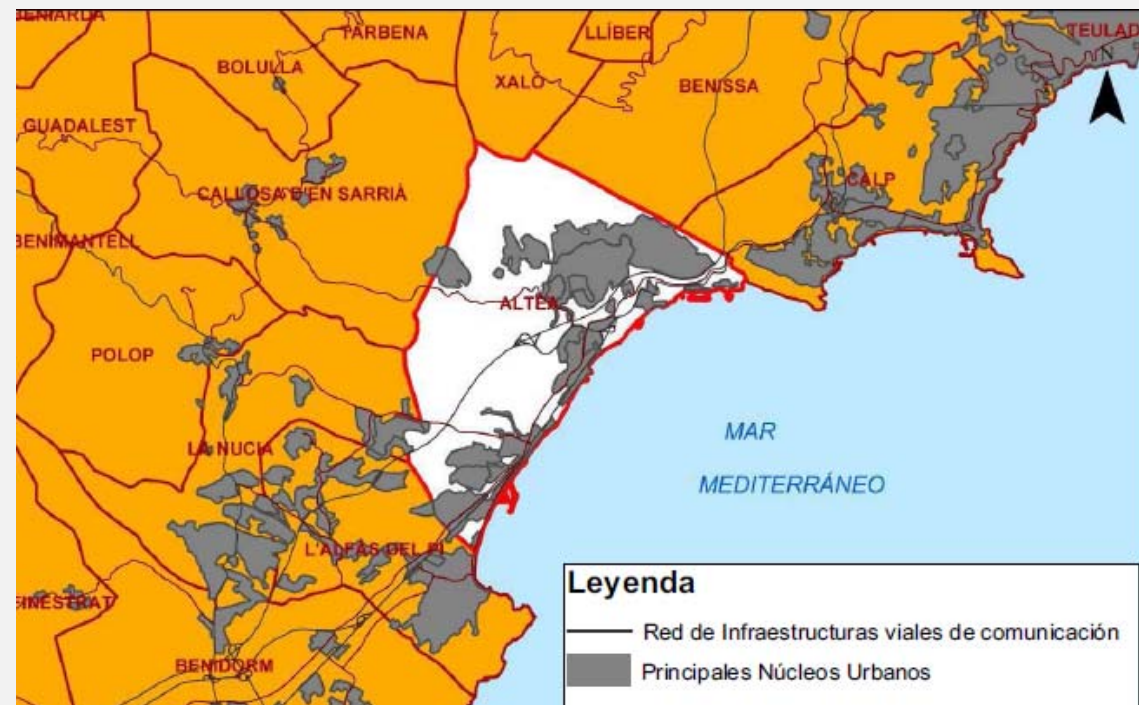 BENIARDÀ
TÀRBENA
LLÍBER
TEULAD
N
BOLULLA
XALÓ
BENISSA
GUADALEST
CALP
CALLOSA D'EN SARRIÀ
BENIMANTELL
ALTEA
POLOP
MAR
MEDITERRÁNEO
LA NUCIA
L'ALFÀS DEL PI
FINESTRAT
BENIDORM
Leyenda
Red de Infraestructuras viales de comunicación
Principales Núcleos Urbanos